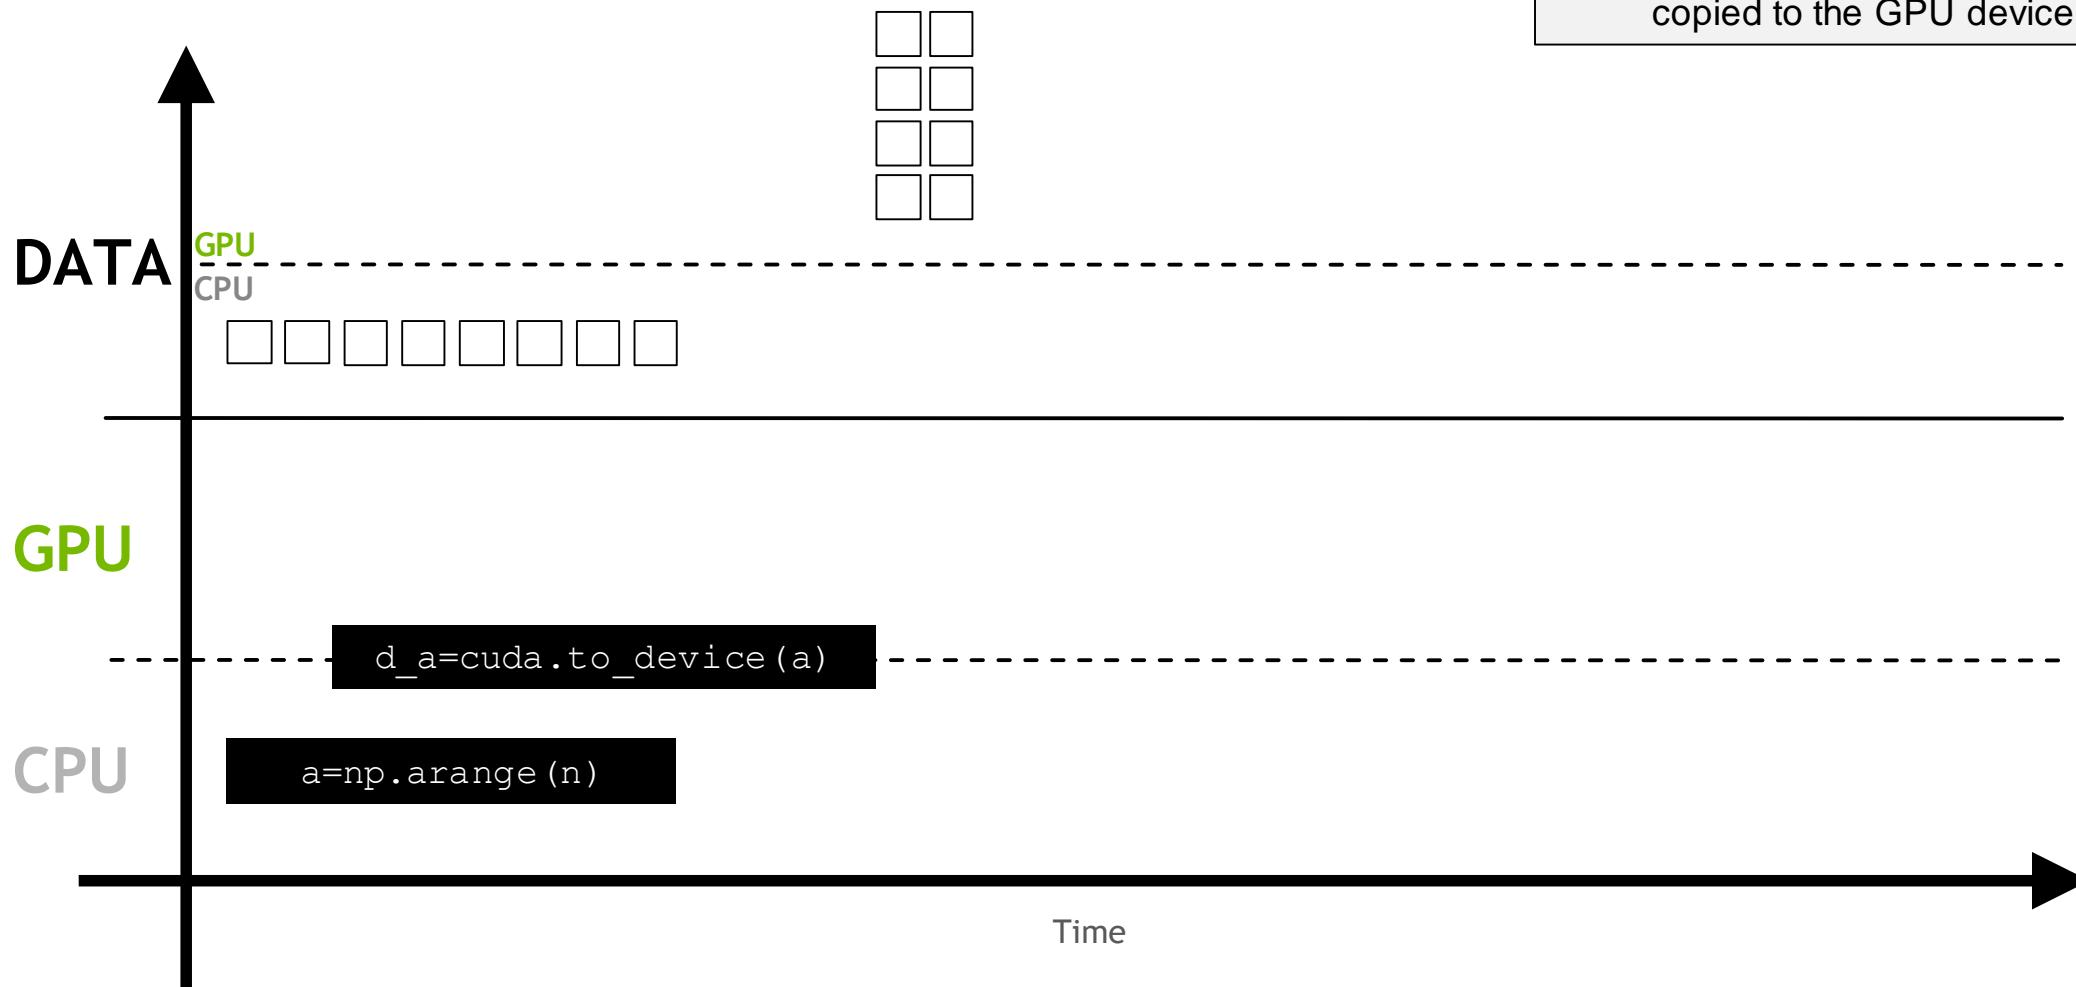 copied to the GPU device
DATA
GPU
CPU
GPU
d_a=cuda.to_device(a)
CPU
a=np.arange(n)
Time